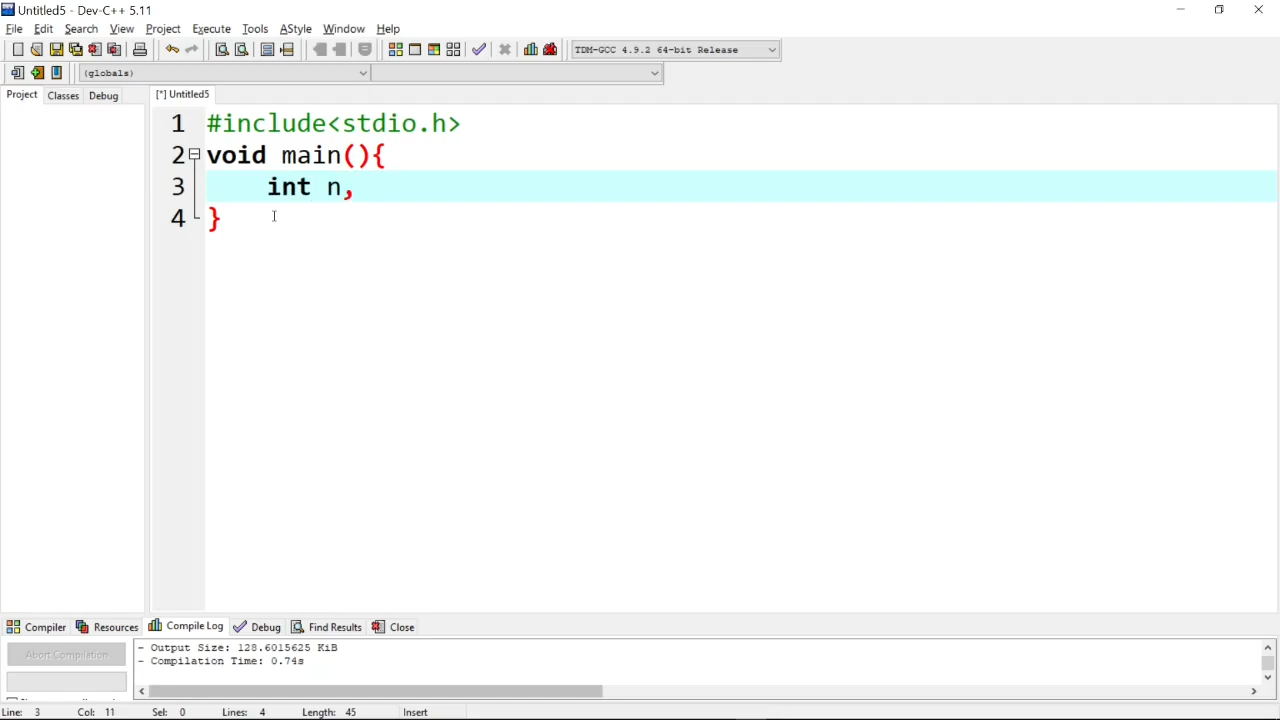 Untitled5 - Dev-C++ 5.11
File Edit Search View Project Execute Tools AStyle Window Help
TDM-GCC 4.9.2 64-bit Release
(globals)
Project Classes Debug [*] Untitled5
1 #include<stdio.h>
2 void main(){
3 int n,
4 }
Compiler Resources Compile Log Debug Find Results Close
Abort Compilation
- Output Size: 128.6015625 KiB
- Compilation Time: 0.74s
Line: 3 Col: 11 Sel: 0 Lines: 4 Length: 45 Insert